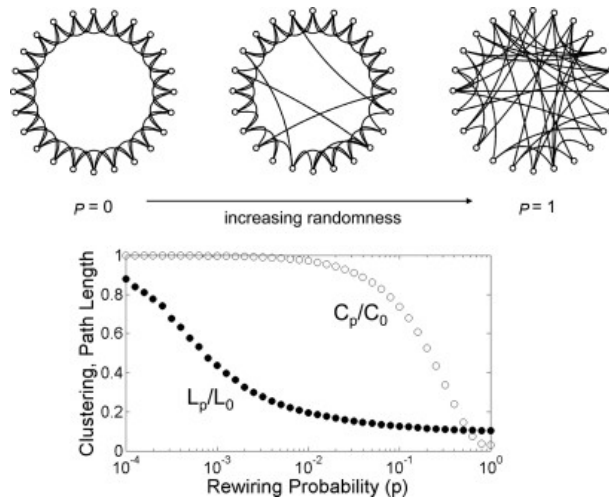 P = 0
increasing randomness
P = 1
Clustering, Path Length
1
0.8
0.6
0.4
0.2
0
C_p/C_0
L_p/L_0
10^-4
10^-3
10^-2
10^-1
10^0
Rewiring Probability (p)